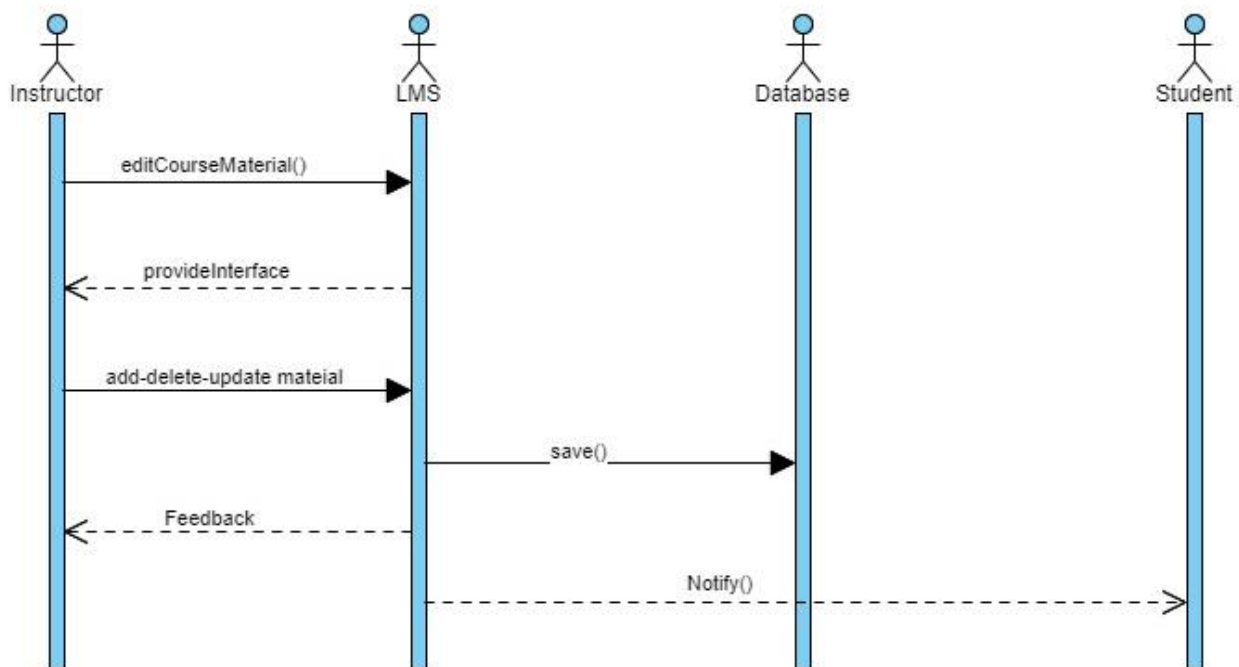 Instructor
LMS
Database
Student
editCourseMaterial()
provideInterface
add-delete-update mateial
save()
Feedback
Notify()